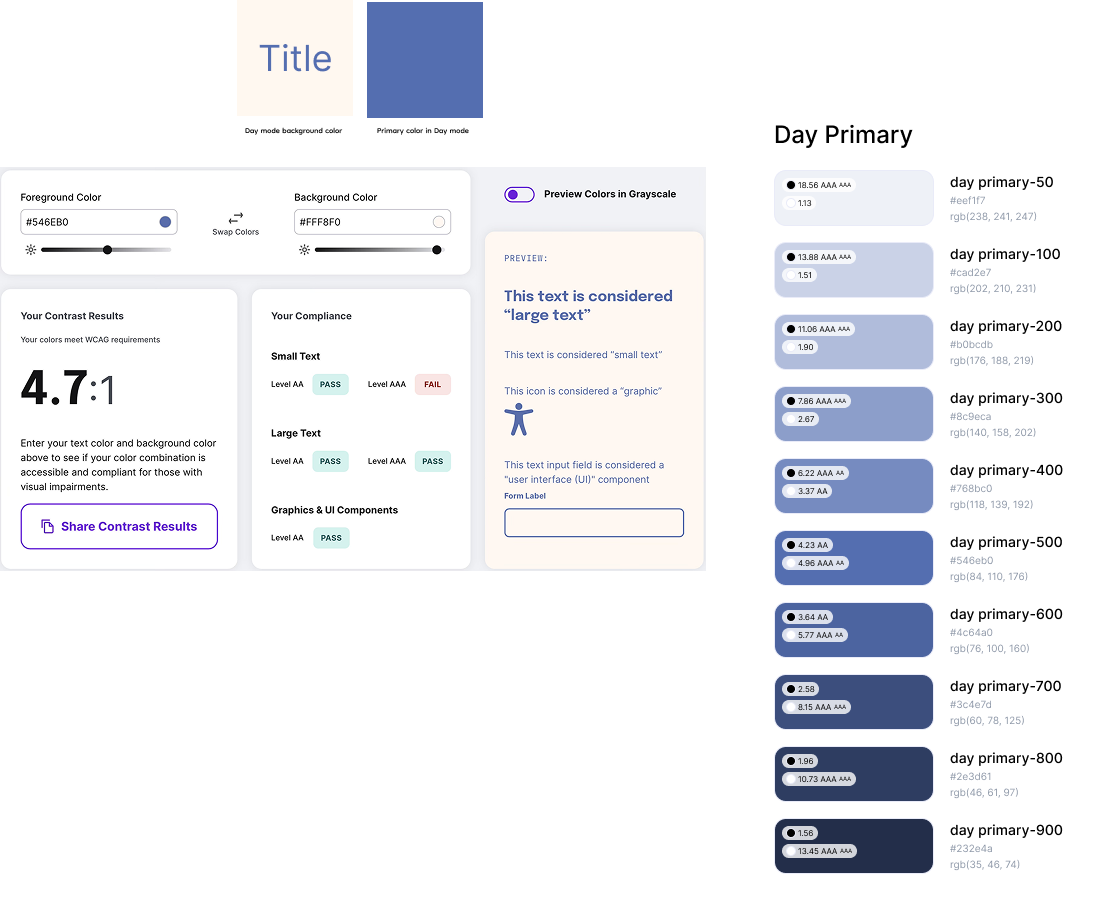 Title
Day mode background color
Primary color in Day mode
Foreground Color
#546EB0
Swap Colors
Background Color
#FFF8F0
Preview Colors in Grayscale
Your Contrast Results
Your colors meet WCAG requirements
4.7:1
Enter your text color and background color
above to see if your color combination is
accessible and compliant for those with
visual impairments.
Share Contrast Results
Your Compliance
Small Text
Level AA PASS Level AAA FAIL
Large Text
Level AA PASS Level AAA PASS
Graphics & UI Components
Level AA PASS
PREVIEW:
This text is considered
“large text”
This text is considered “small text”
This icon is considered a “graphic”
This text input field is considered a
“user interface (UI)” component
Form Label
Day Primary
18.56 AAA AAA
1.13
day primary-50
#eef1f7
rgb(238, 241, 247)
13.88 AAA AAA
1.51
day primary-100
#cad2e7
rgb(202, 210, 231)
11.06 AAA AAA
1.90
day primary-200
#b0bcdb
rgb(176, 188, 219)
7.86 AAA AAA
2.67
day primary-300
#8c9eca
rgb(140, 158, 202)
6.22 AAA AA
3.37 AA
day primary-400
#768bc0
rgb(118, 139, 192)
4.23 AA
4.96 AAA AA
day primary-500
#546eb0
rgb(84, 110, 176)
3.64 AA
5.77 AAA AA
day primary-600
#4c64a0
rgb(76, 100, 160)
2.58
8.15 AAA AAA
day primary-700
#3c4e7d
rgb(60, 78, 125)
1.96
10.73 AAA AAA
day primary-800
#2e3d61
rgb(46, 61, 97)
1.56
13.45 AAA AAA
day primary-900
#232e4a
rgb(35, 46, 74)